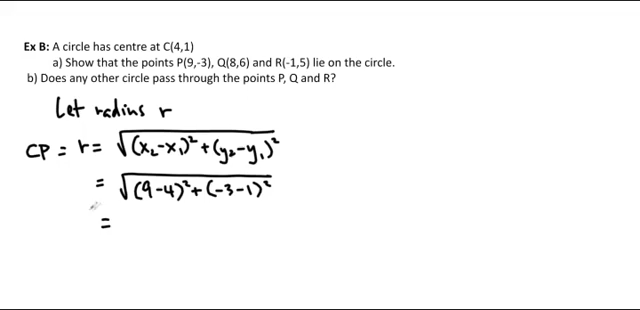 Ex B: A circle has centre at C(4,1)
a) Show that the points P(9,-3), Q(8,6) and R(-1,5) lie on the circle.
b) Does any other circle pass through the points P, Q and R?
Let radius r
CP = r = √(x₂-x₁)²+(y₂-y₁)²
= √(9-4)²+(-3-1)²
=